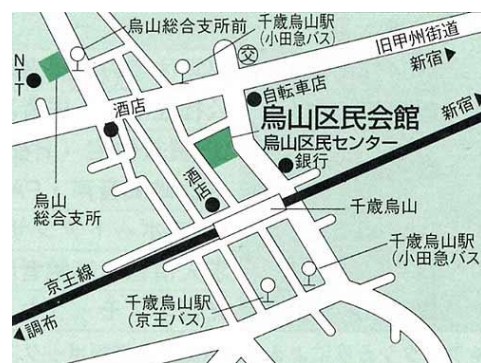 烏山総合支所前
千歳烏山駅
(小田急バス)
旧甲州街道
新宿▶
交
NTT
自転車店
酒店
烏山区民会館
烏山区民センター
新宿▶
銀行
酒店
烏山
総合支所
千歳烏山
千歳烏山駅
(小田急バス)
京王線
千歳烏山駅
(京王バス)
◀調布